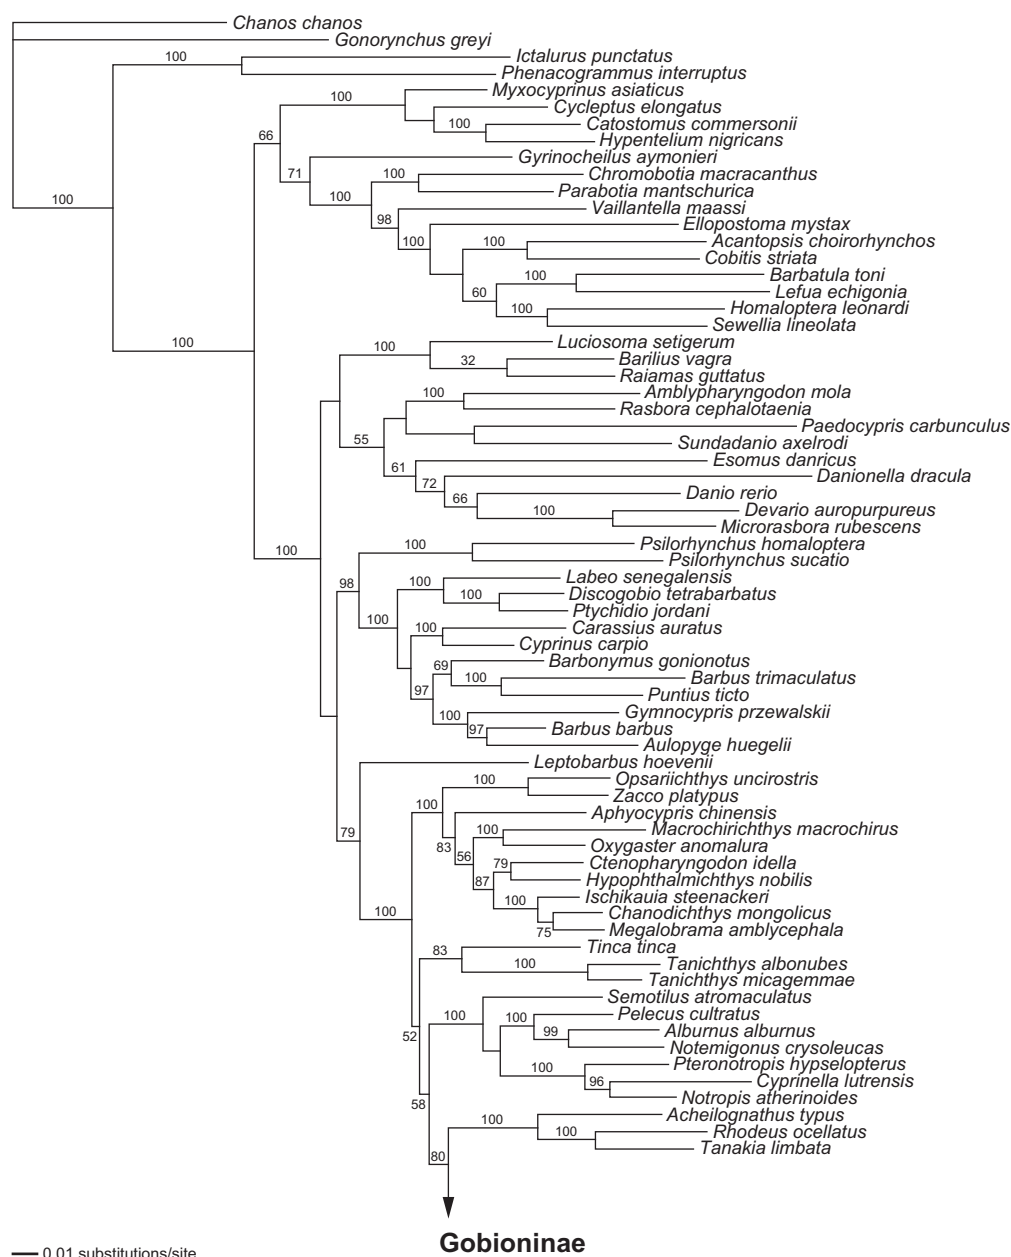 Chanos chanos
Gonorynchus greyi
100
Ictalurus punctatus
Phenacogrammus interruptus
Myxocyprinus asiaticus
100
Cycleptus elongatus
100
Catostomus commersonii
66
Hypentelium nigricans
Gyrinocheilus aymonieri
71
100
Chromobotia macracanthus
100
100
Parabotia mantschurica
Vaillantella maassi
98
Ellopostoma mystax
100
100
Acantopsis choirorhynchos
Cobitis striata
100
Barbatula toni
60
Lefua echigonia
100
Homaloptera leonardi
Sewellia lineolata
100
100
Luciosoma setigerum
32
Barilius vagra
Raiamas guttatus
100
Amblypharyngodon mola
Rasbora cephalotaenia
Paedocypris carbunculus
55
Sundadanio axelrodi
61
Esomus danricus
72
Danionella dracula
66
Danio rerio
100
Devario auropurpureus
Microrasbora rubescens
100
100
Psilorhynchus homaloptera
Psilorhynchus sucatio
98
100
Labeo senegalensis
100
Discogobio tetrabarbatus
Ptychidio jordani
100
100
Carassius auratus
Cyprinus carpio
69
Barbonymus gonionotus
100
Barbus trimaculatus
97
Puntius ticto
100
Gymnocypris przewalskii
97
Barbus barbus
Aulopyge huegelii
Leptobarbus hoevenii
100
Opsariichthys uncirostris
Zacco platypus
100
Aphyocypris chinensis
79
100
Macrochirichthys macrochirus
83
56
Oxygaster anomalura
79
Ctenopharyngodon idella
87
Hypophthalmichthys nobilis
100
Ischikauia steenackeri
100
Chanodichthys mongolicus
75
Megalobrama amblycephala
83
Tinca tinca
100
Tanichthys albonubes
Tanichthys micagemmae
Semotilus atromaculatus
100
100
Pelecus cultratus
52
99
Alburnus alburnus
Notemigonus crysoleucas
100
Pteronotropis hypselopterus
96
Cyprinella lutrensis
58
Notropis atherinoides
100
Acheilognathus typus
100
Rhodeus ocellatus
80
Tanakia limbata
Gobioninae
0.01 substitutions/site